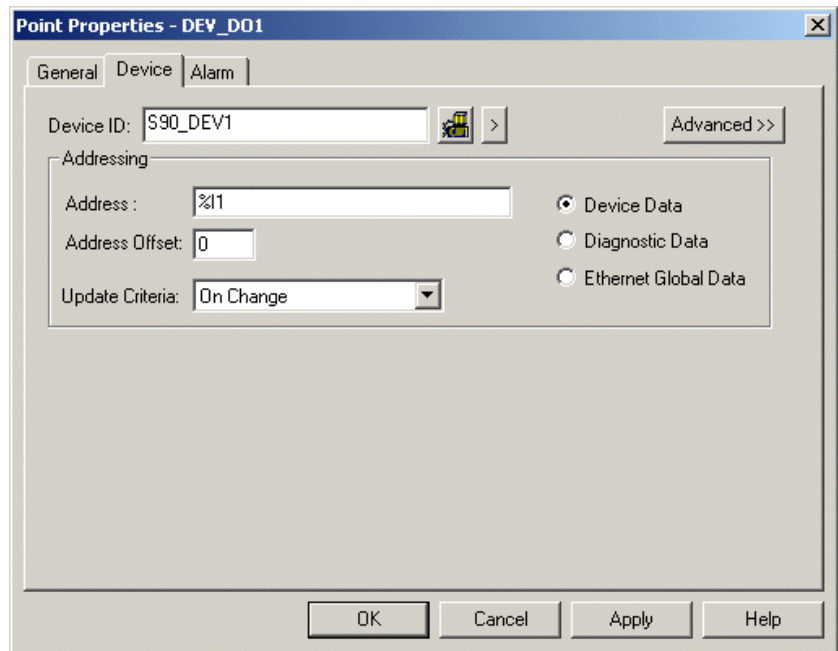 Point Properties - DEV_DO1
General Device Alarm
Device ID: S90_DEV1 > Advanced >>
Addressing
Address : %I1 Device Data
Address Offset: 0 Diagnostic Data
Ethernet Global Data
Update Criteria: On Change
OK Cancel Apply Help